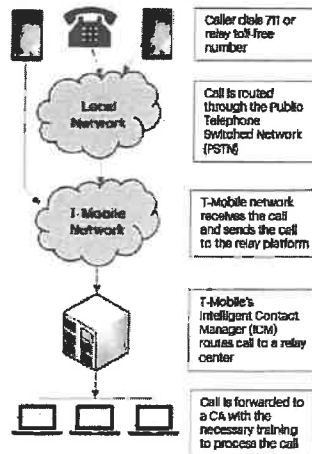 Caller dials 711 or
relay toll-free
number
Local
Network
Call is routed
through the Public
Telephone
Switched Network
(PSTN)
T-Mobile
Network
T-Mobile network
receives the call
and sends the call
to the relay platform
T-Mobile's
Intelligent Contact
Manager (ICM)
routes call to a relay
center
Call is forwarded
to a CA with the
necessary training
to process the call